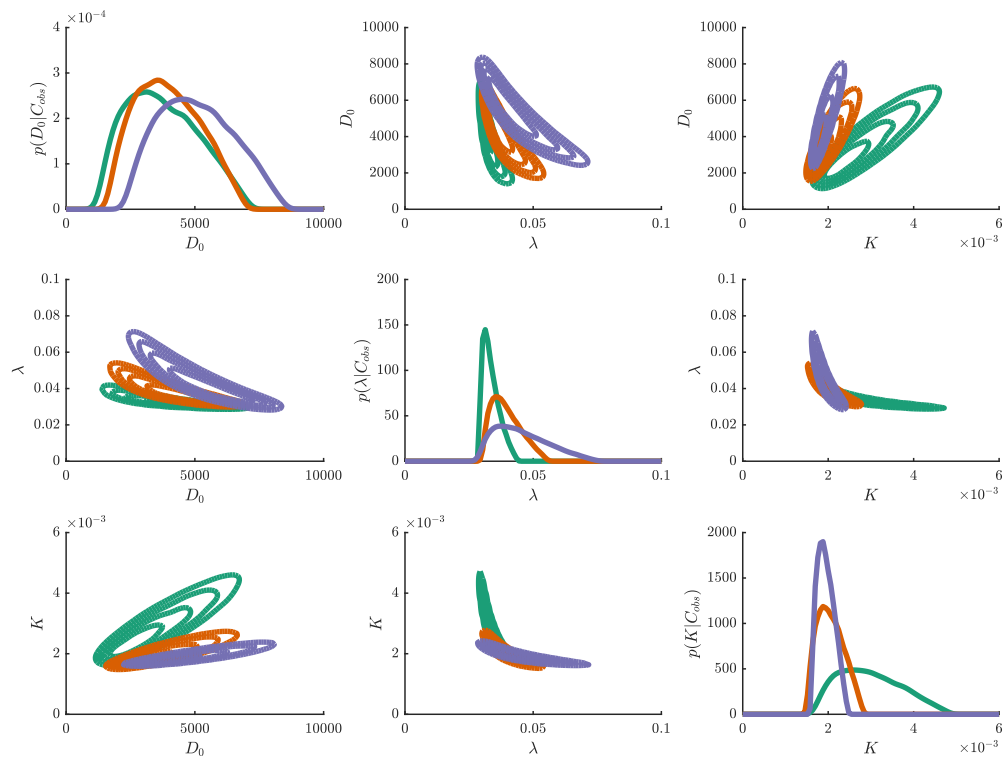 ×10⁻⁴
4
3
2
1
0
p(D₀|C_obs)
0 5000 10000
D₀
10000
8000
6000
4000
2000
0
D₀
0 0.05 0.1
λ
10000
8000
6000
4000
2000
0
D₀
0 2 4 6
K ×10⁻³
0.1
0.08
0.06
0.04
0.02
0
λ
0 5000 10000
D₀
200
150
100
50
0
p(λ|C_obs)
0 0.05 0.1
λ
0.1
0.08
0.06
0.04
0.02
0
λ
0 2 4 6
K ×10⁻³
×10⁻³
6
4
2
0
K
0 5000 10000
D₀
×10⁻³
6
4
2
0
K
0 0.05 0.1
λ
2000
1500
1000
500
0
p(K|C_obs)
0 2 4 6
K ×10⁻³